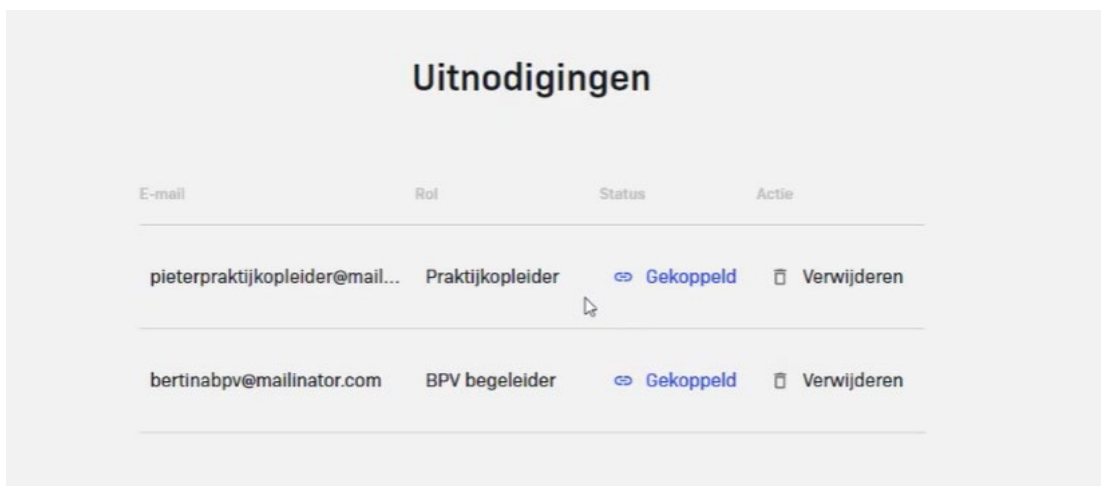 Uitnodigingen
E-mail Rol Status Actie
pieterpraktijkopleider@mail... Praktijkopleider Gekoppeld Verwijderen
bertinabpv@mailinator.com BPV begeleider Gekoppeld Verwijderen